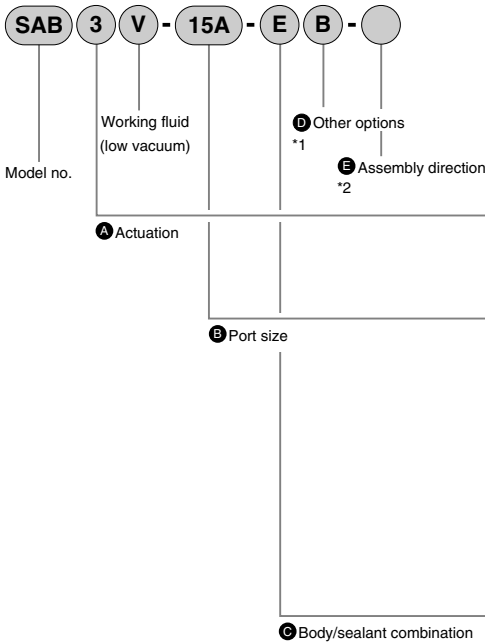 SAB 3 V - 15A - E B -
Working fluid
(low vacuum)
D Other options
*1
Model no.
E Assembly direction
*2
A Actuation
B Port size
C Body/sealant combination